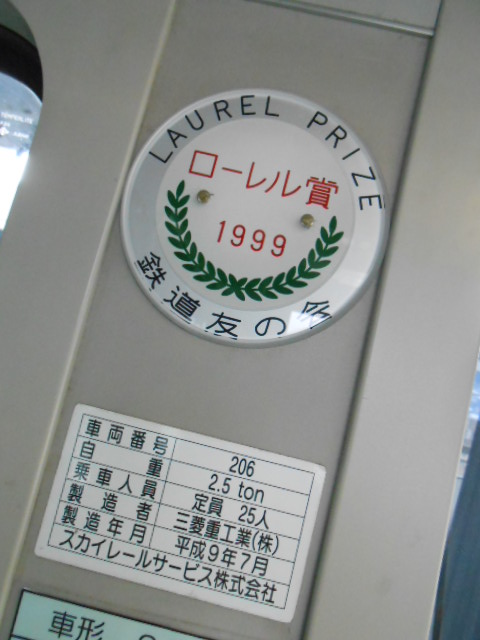 LAUREL PRIZE
ローレル賞
1999
鉄道友の会
車両番号 206
自重 2.5 ton
乗車人員 定員 25人
製造者 三菱重工業(株)
製造年月 平成9年7月
スカイレールサービス株式会社
車形